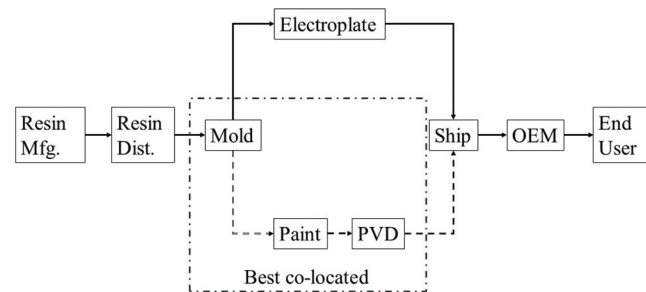 Electroplate
Resin
Mfg.
Resin
Dist.
Mold
Ship
OEM
End
User
Paint
PVD
Best co-located